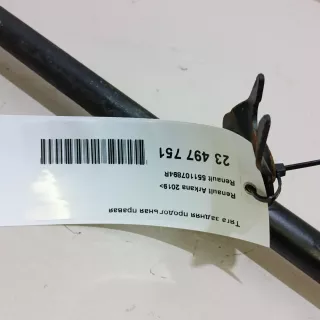 Тяга задняя продольная правая
Renault Arkana 2019>
Renault 551107884R
23 497 751